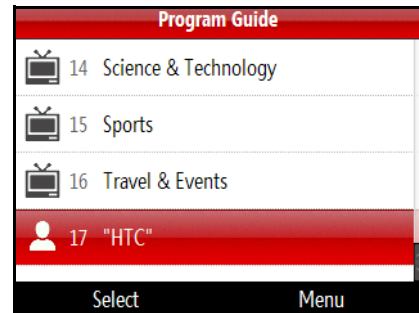 Program Guide
14 Science & Technology
15 Sports
16 Travel & Events
17 "HTC"
Select Menu